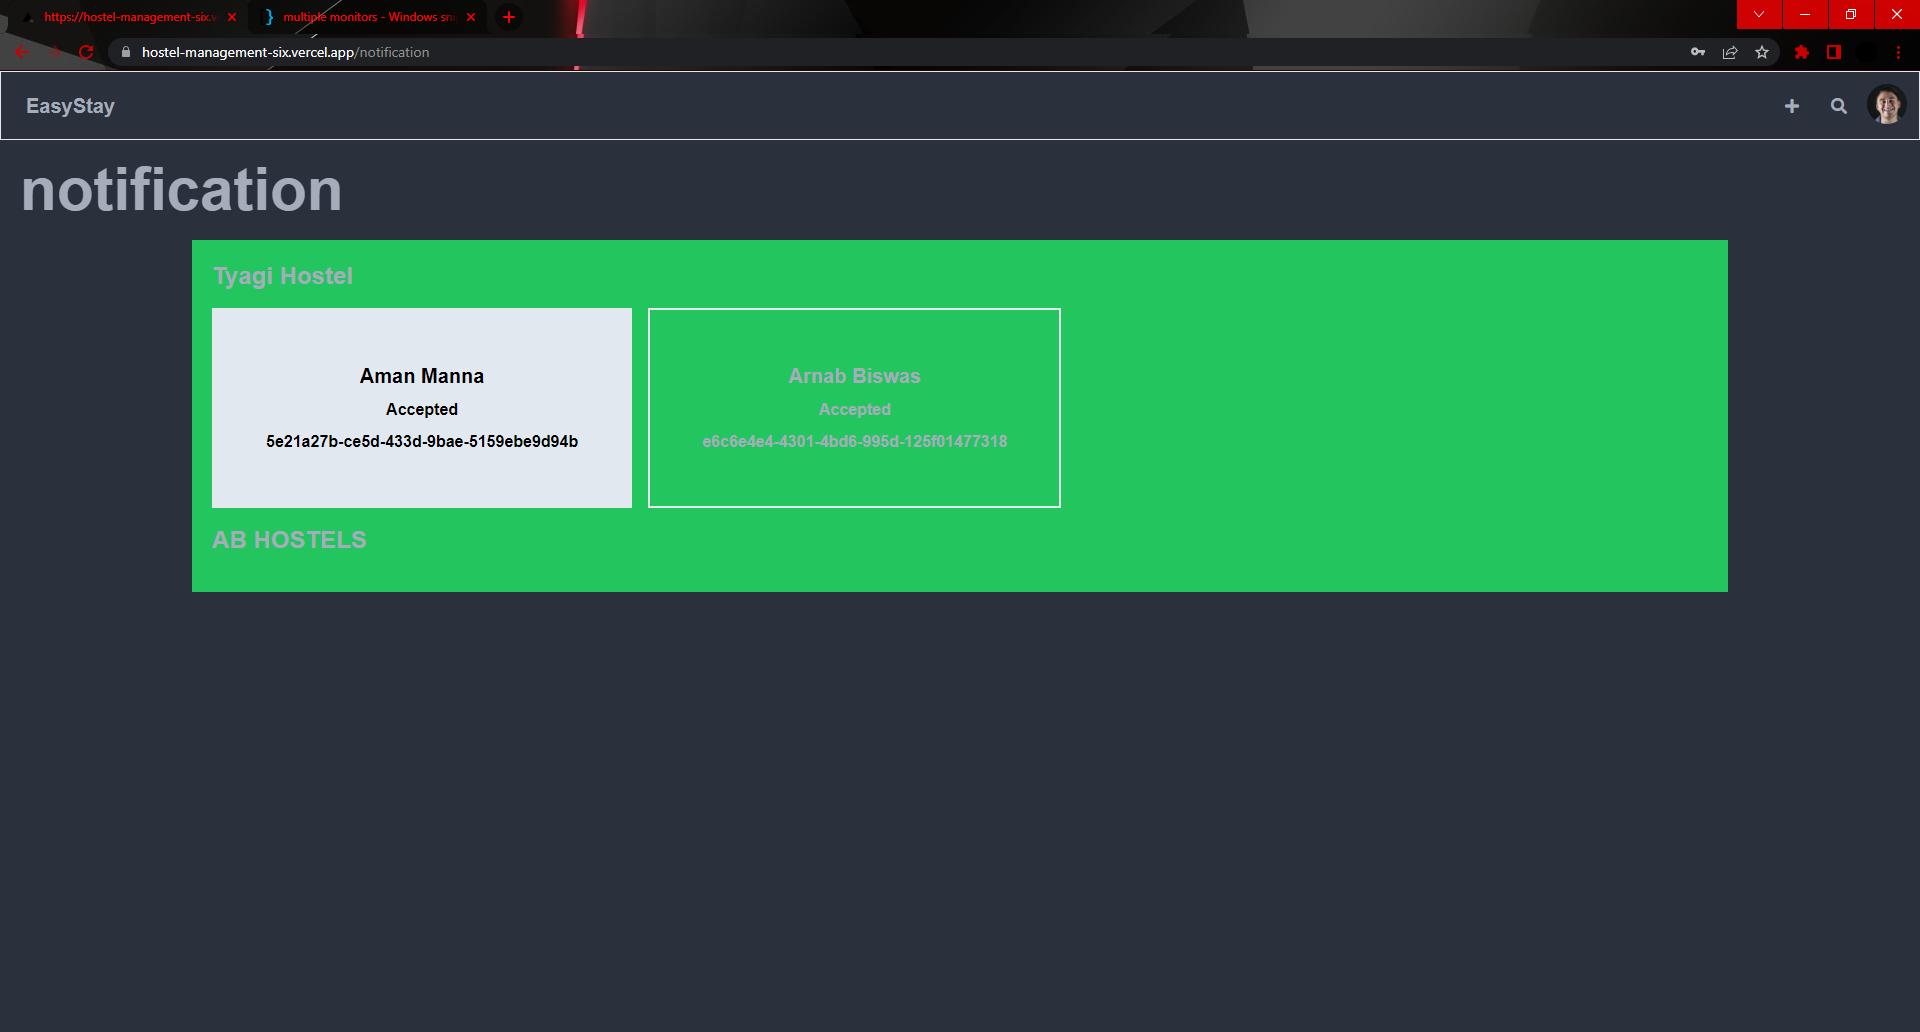 https://hostel-management-six.v
multiple monitors - Windows sni
hostel-management-six.vercel.app/notification
EasyStay
notification
Tyagi Hostel
Aman Manna
Accepted
5e21a27b-ce5d-433d-9bae-5159ebe9d94b
Arnab Biswas
Accepted
e6c6e4e4-4301-4bd6-995d-125f01477318
AB HOSTELS